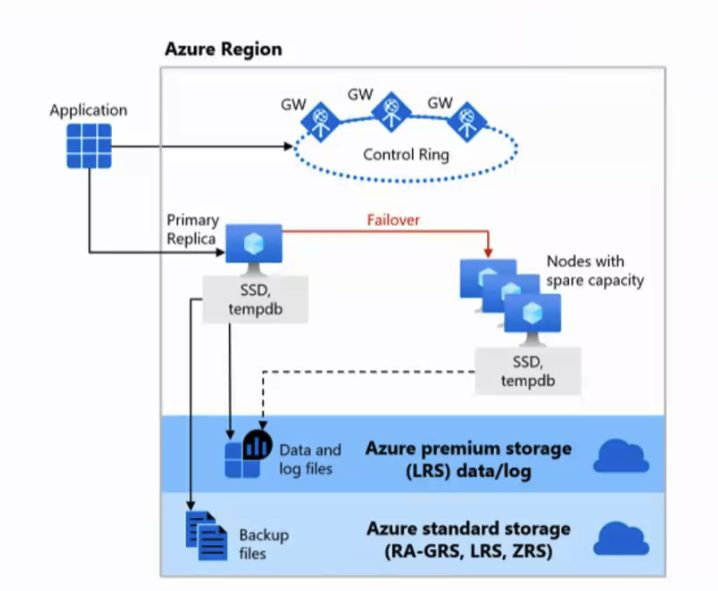 Azure Region
Application
GW
GW
GW
Control Ring
Primary
Replica
Failover
Nodes with
spare capacity
SSD,
tempdb
SSD,
tempdb
Data and
log files
Azure premium storage
(LRS) data/log
Backup
files
Azure standard storage
(RA-GRS, LRS, ZRS)